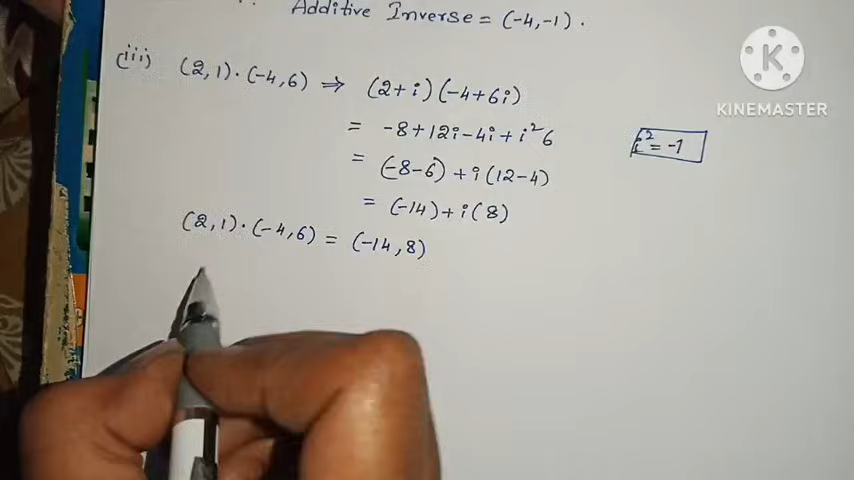 Additive Inverse = (-4,-1).
(iii) (2,1)·(-4,6) ⇒ (2+i)(-4+6i)
= -8+12i-4i+i²6
i² = -1
= (-8-6)+i(12-4)
= (-14)+i(8)
(2,1)·(-4,6) = (-14,8)
K
KINEMASTER